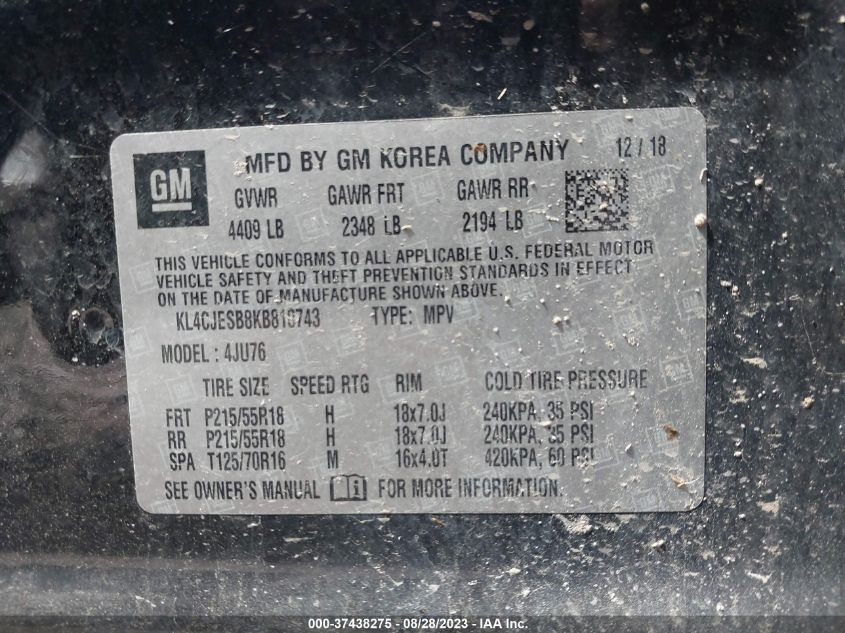 MFD BY GM KOREA COMPANY 12 / 18
GM
GVWR GAWR FRT GAWR RR
4409 LB 2348 LB 2194 LB
THIS VEHICLE CONFORMS TO ALL APPLICABLE U.S. FEDERAL MOTOR
VEHICLE SAFETY AND THEFT PREVENTION STANDARDS IN EFFECT
ON THE DATE OF MANUFACTURE SHOWN ABOVE.
TYPE: MPV
MODEL : 4JU76
TIRE SIZE SPEED RTG RIM COLD TIRE PRESSURE
FRT P215/55R18 H 18x7.0J 240KPA, 35 PSI
RR P215/55R18 H 18x7.0J 240KPA, 35 PSI
SPA T125/70R16 M 16x4.0T 420KPA, 60 PSI
SEE OWNER'S MANUAL FOR MORE INFORMATION.
000-37438275 - 08/28/2023 - IAA Inc.